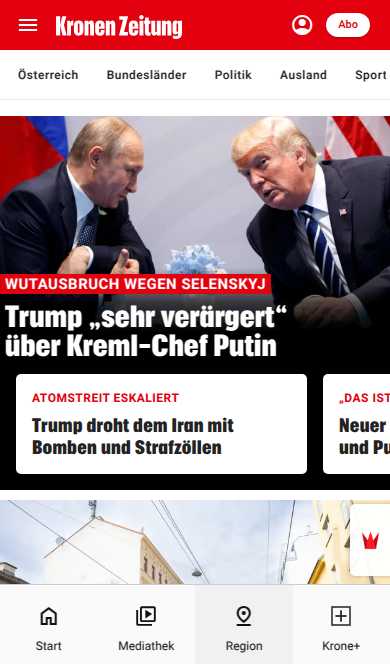 Kronen Zeitung
Abo
Österreich Bundesländer Politik Ausland Sport
WUTAUSBRUCH WEGEN SELENSKYJ
Trump „sehr verärgert“
über Kreml-Chef Putin
ATOMSTREIT ESKALIERT
Trump droht dem Iran mit
Bomben und Strafzöllen
„DAS IST
Neuer
und Pu
Start Mediathek Region Krone+